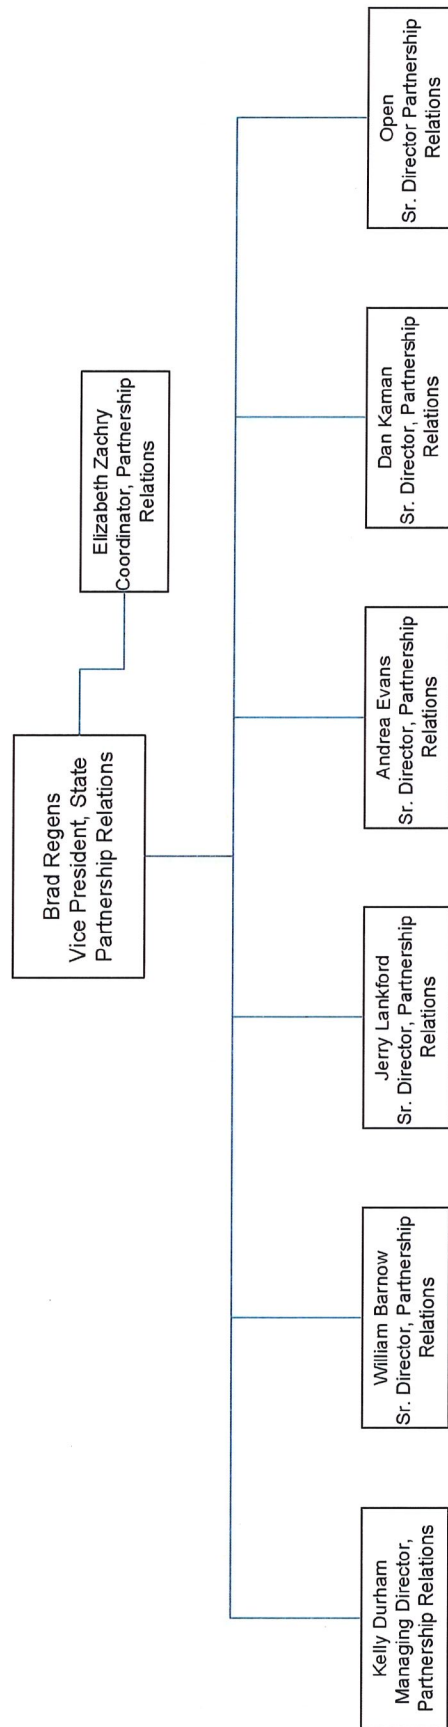 Brad Regens
Vice President, State
Partnership Relations
Elizabeth Zachry
Coordinator, Partnership
Relations
Kelly Durham
Managing Director,
Partnership Relations
William Barnow
Sr. Director, Partnership
Relations
Jerry Lankford
Sr. Director, Partnership
Relations
Andrea Evans
Sr. Director, Partnership
Relations
Dan Kaman
Sr. Director, Partnership
Relations
Open
Sr. Director Partnership
Relations